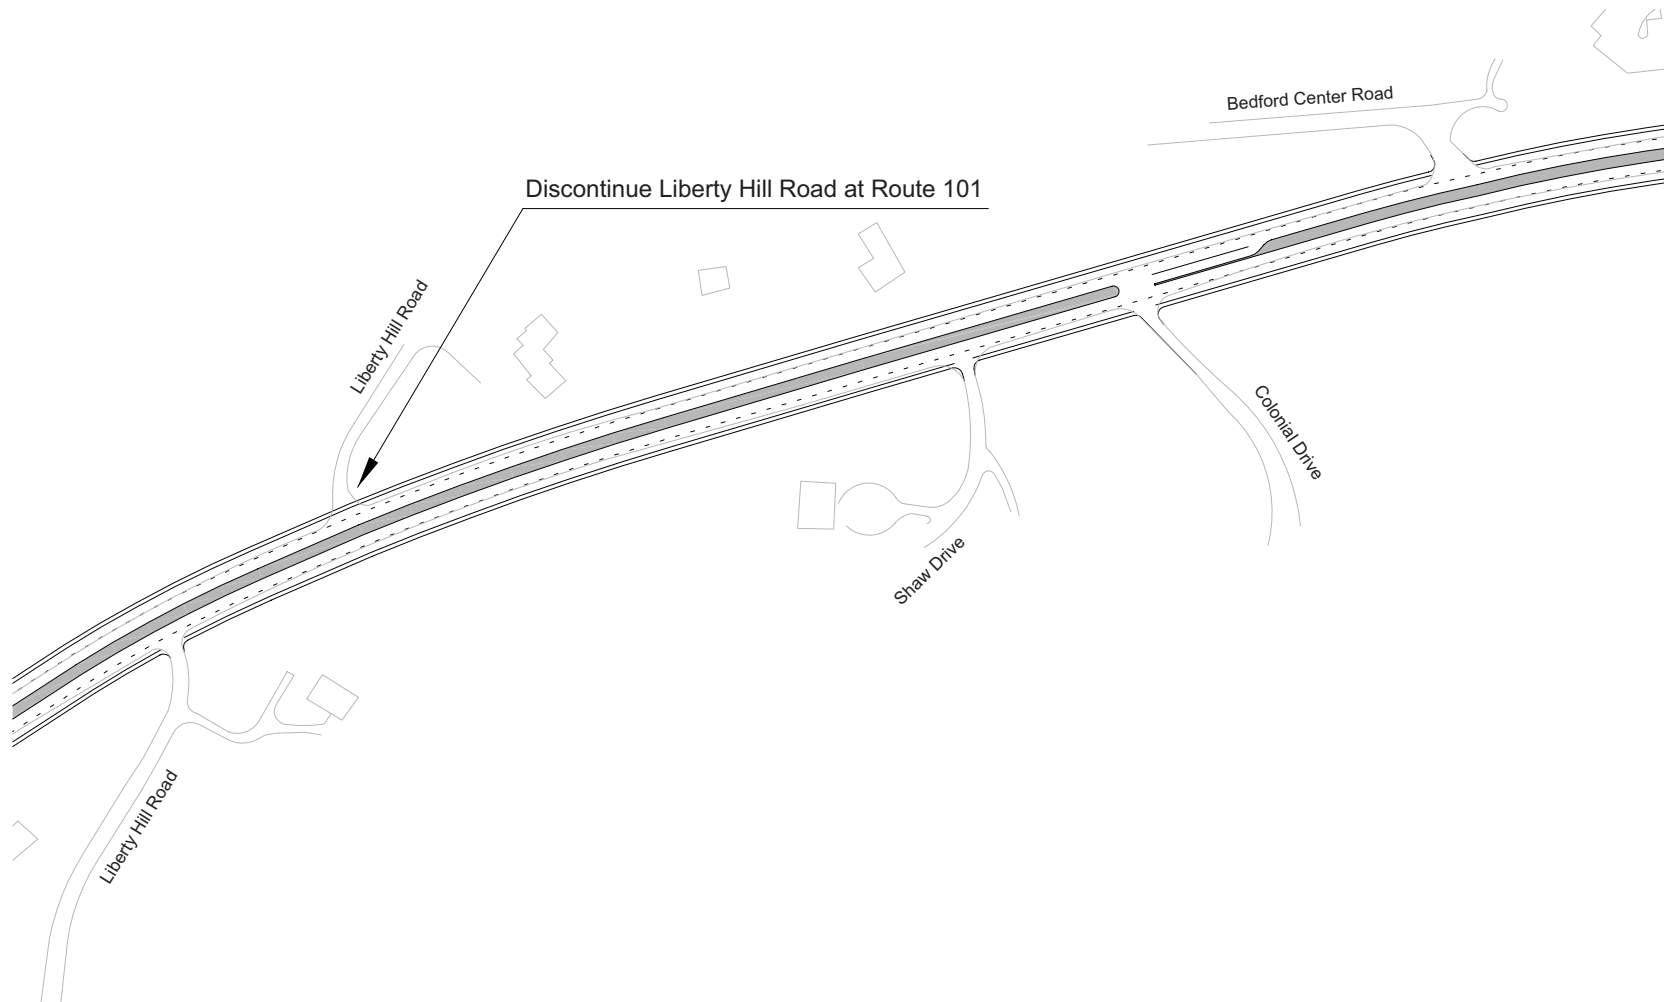 Bedford Center Road
Discontinue Liberty Hill Road at Route 101
Liberty Hill Road
Colonial Drive
Shaw Drive
Liberty Hill Road